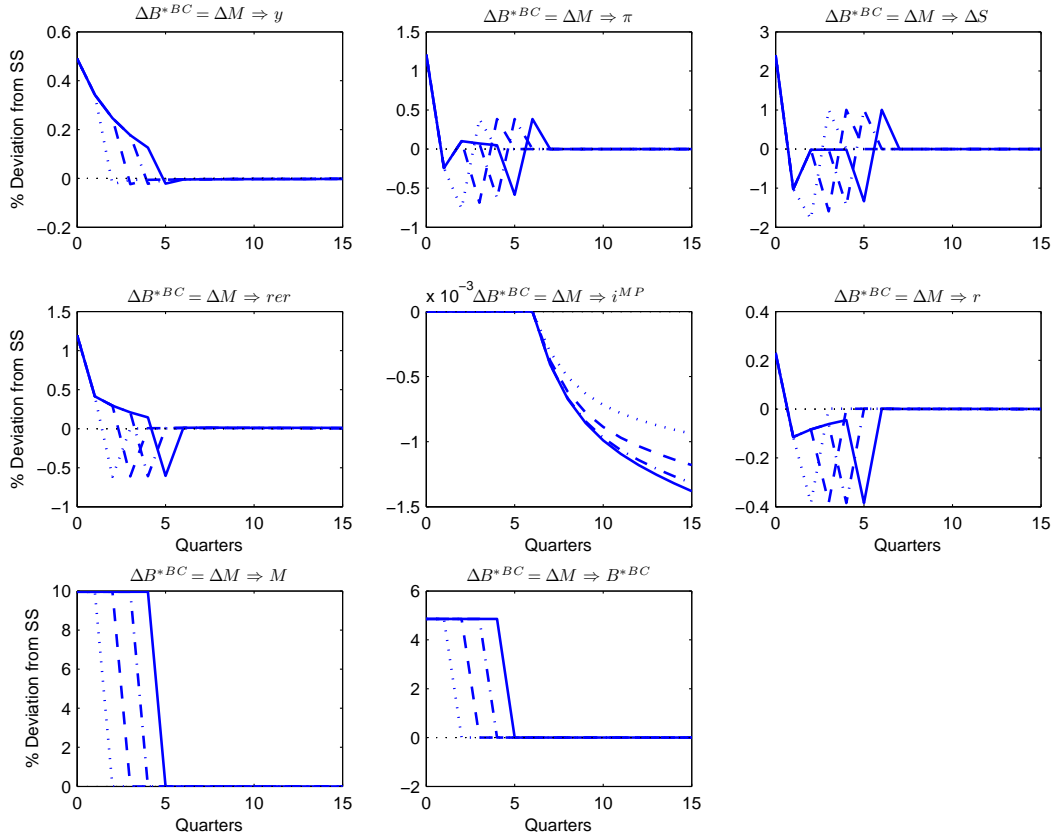 ΔB*BC = ΔM ⇒ y
% Deviation from SS
0.6
0.4
0.2
0
−0.2
0 5 10 15
ΔB*BC = ΔM ⇒ π
1.5
1
0.5
0
−0.5
−1
0 5 10 15
ΔB*BC = ΔM ⇒ ΔS
3
2
1
0
−1
−2
0 5 10 15
ΔB*BC = ΔM ⇒ rer
% Deviation from SS
1.5
1
0.5
0
−0.5
−1
0 5 10 15
Quarters
x 10−3 ΔB*BC = ΔM ⇒ iMP
0
−0.5
−1
−1.5
0 5 10 15
Quarters
ΔB*BC = ΔM ⇒ r
0.4
0.2
0
−0.2
−0.4
0 5 10 15
Quarters
ΔB*BC = ΔM ⇒ M
% Deviation from SS
10
8
6
4
2
0
0 5 10 15
Quarters
ΔB*BC = ΔM ⇒ B*BC
6
4
2
0
−2
0 5 10 15
Quarters